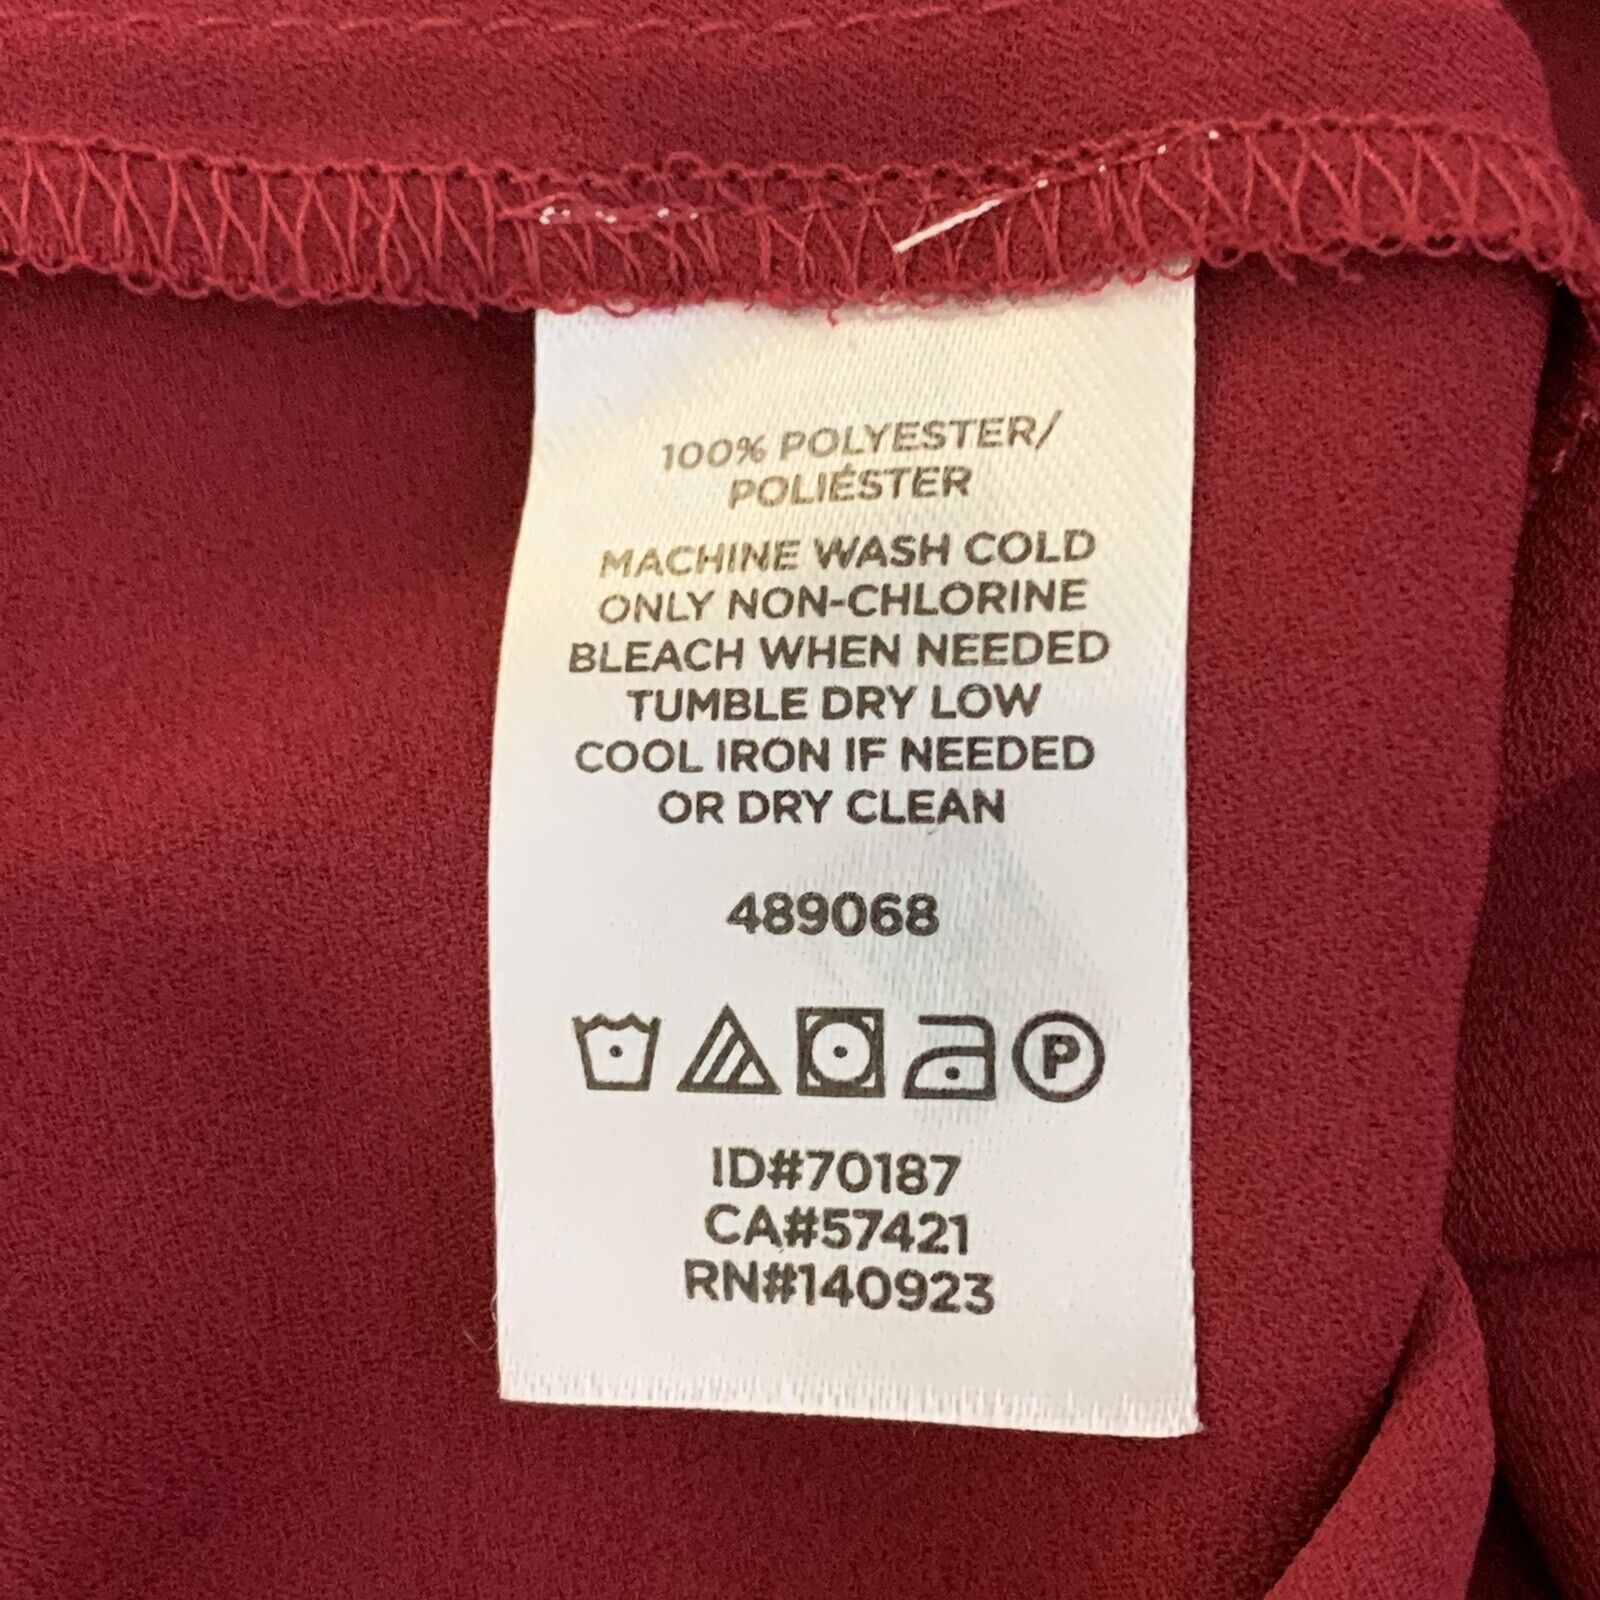 100% POLYESTER/
POLIÉSTER
MACHINE WASH COLD
ONLY NON-CHLORINE
BLEACH WHEN NEEDED
TUMBLE DRY LOW
COOL IRON IF NEEDED
OR DRY CLEAN
489068
P
ID#70187
CA#57421
RN#140923